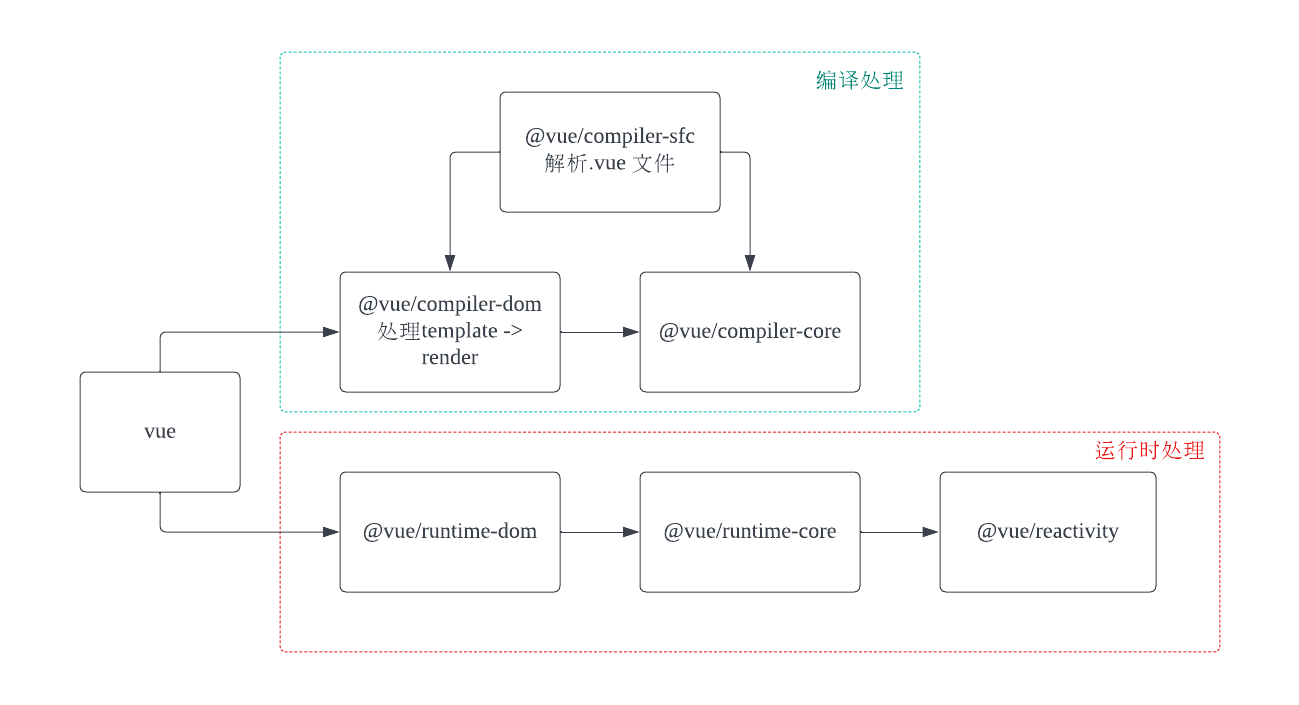 编译处理
@vue/compiler-sfc
解析.vue 文件
@vue/compiler-dom
处理template ->
render
@vue/compiler-core
vue
运行时处理
@vue/runtime-dom
@vue/runtime-core
@vue/reactivity